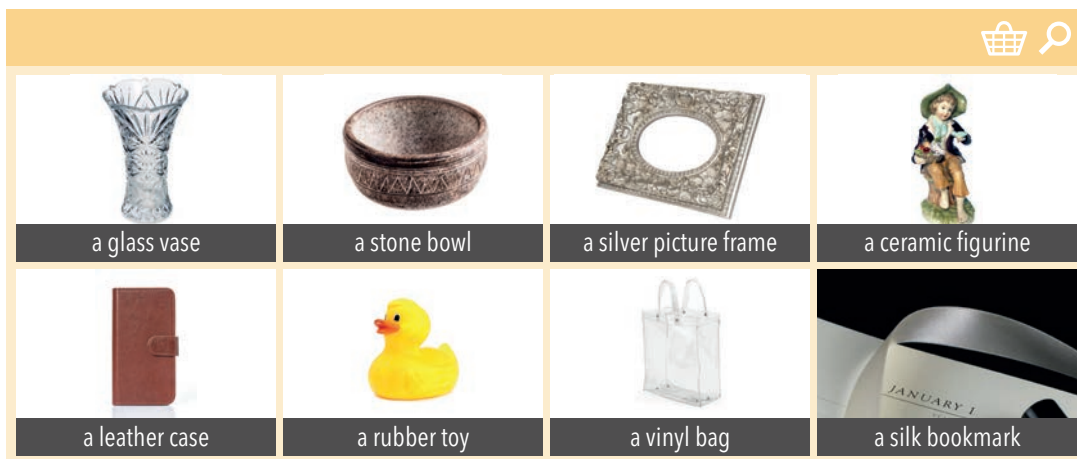 a glass vase
a stone bowl
a silver picture frame
a ceramic figurine
JANUARY 1
a leather case
a rubber toy
a vinyl bag
a silk bookmark